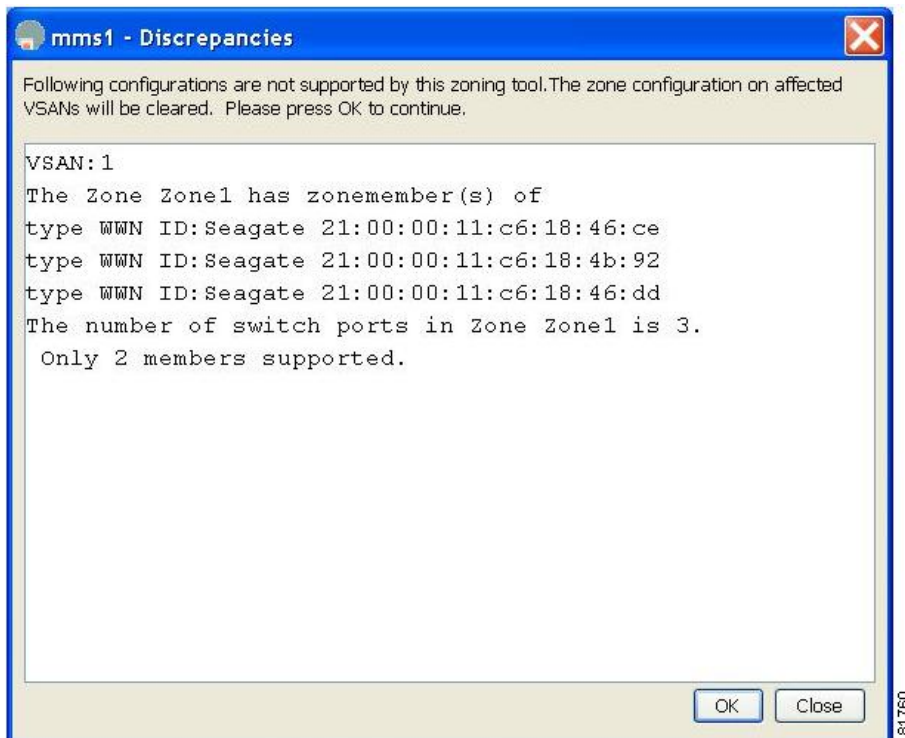 mms1 - Discrepancies
Following configurations are not supported by this zoning tool.The zone configuration on affected
VSANs will be cleared. Please press OK to continue.
VSAN:1
The Zone Zone1 has zonemember(s) of
type WWN ID:Seagate 21:00:00:11:c6:18:46:ce
type WWN ID:Seagate 21:00:00:11:c6:18:4b:92
type WWN ID:Seagate 21:00:00:11:c6:18:46:dd
The number of switch ports in Zone Zone1 is 3.
Only 2 members supported.
OK Close
81760